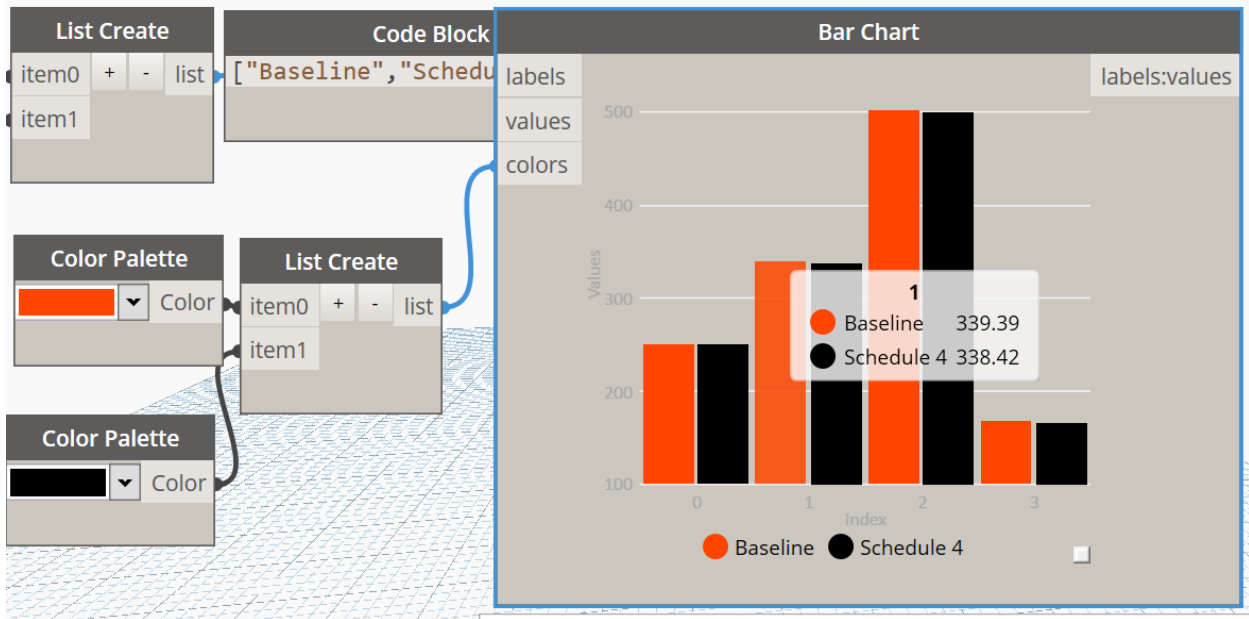 List Create
item0 + - list
item1
Code Block
["Baseline","Schedu
Color Palette
Color
List Create
item0 + - list
item1
Color Palette
Color
Bar Chart
labels
values
colors
labels:values
Values
500
400
300
200
100
1
Baseline 339.39
Schedule 4 338.42
0 1 2 3
Index
Baseline Schedule 4